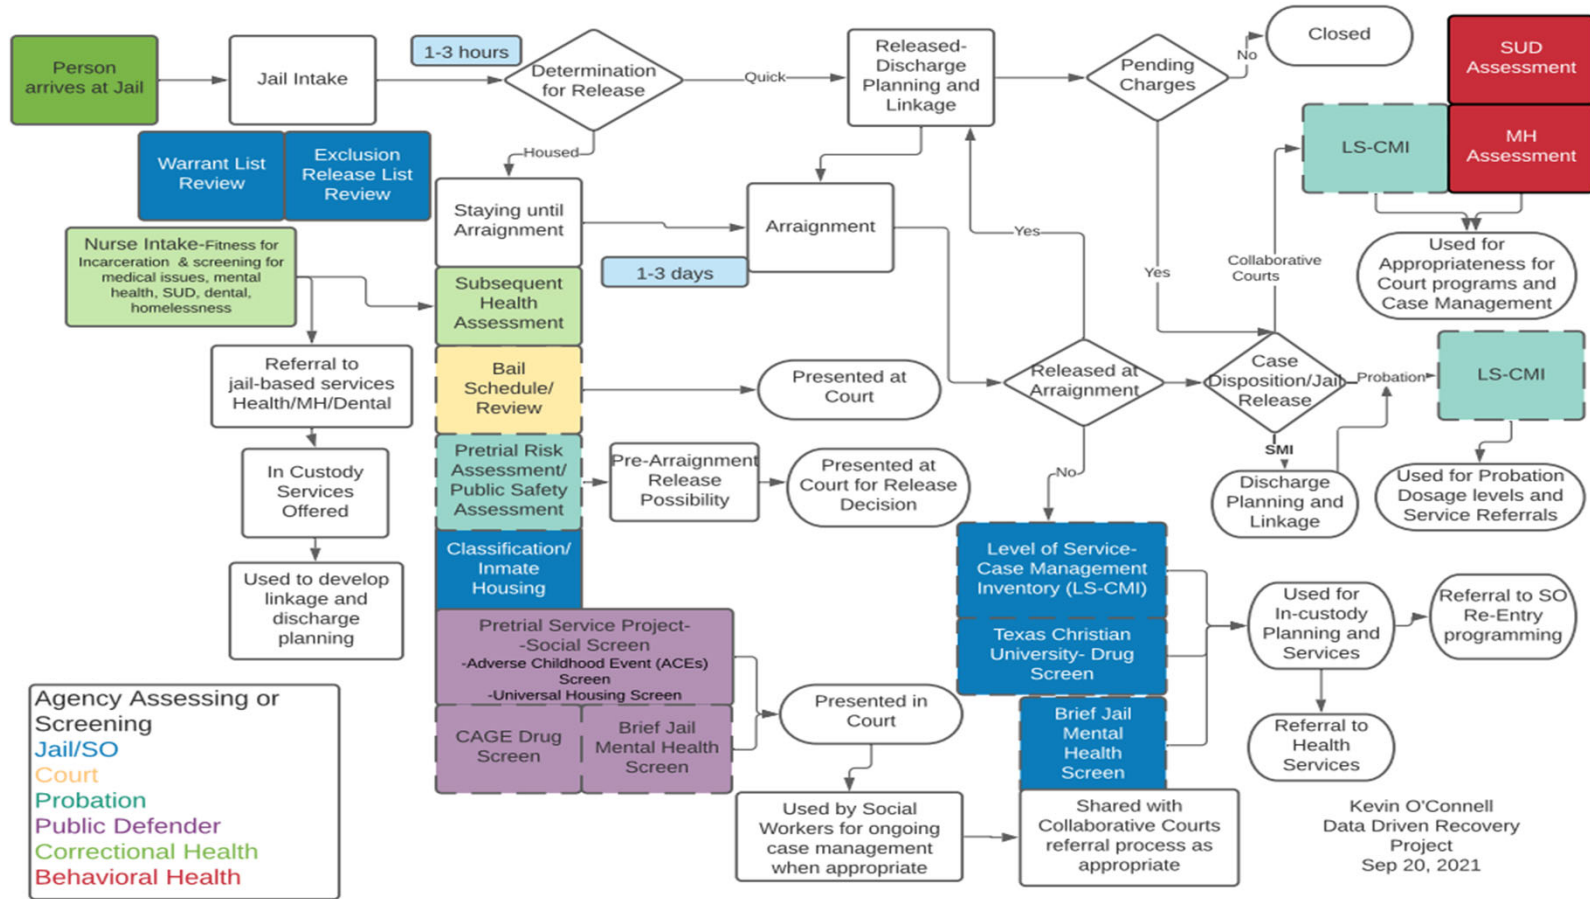 Person
arrives at Jail
Jail Intake
1-3 hours
Determination
for Release
Quick
Released-
Discharge
Planning and
Linkage
Pending
Charges
No
Closed
SUD
Assessment
LS-CMI
MH
Assessment
Warrant List
Review
Exclusion
Release List
Review
Housed
Staying until
Arraignment
Arraignment
1-3 days
Yes
Yes
Collaborative
Courts
Used for
Appropriateness for
Court programs and
Case Management
Nurse Intake-Fitness for
Incarceration & screening for
medical issues, mental
health, SUD, dental,
homelessness
Subsequent
Health
Assessment
Referral to
jail-based services
Health/MH/Dental
Bail
Schedule/
Review
Presented at
Court
Released at
Arraignment
Case
Disposition/Jail
Release
Probation
LS-CMI
SMI
Discharge
Planning and
Linkage
Used for Probation
Dosage levels and
Service Referrals
In Custody
Services
Offered
Pretrial Risk
Assessment/
Public Safety
Assessment
Pre-Arraignment
Release
Possibility
Presented at
Court for Release
Decision
No
Used to develop
linkage and
discharge
planning
Classification/
Inmate
Housing
Level of Service-
Case Management
Inventory (LS-CMI)
Texas Christian
University- Drug
Screen
Brief Jail
Mental
Health
Screen
Used for
In-custody
Planning and
Services
Referral to SO
Re-Entry
programming
Referral to
Health
Services
Pretrial Service Project-
-Social Screen
-Adverse Childhood Event (ACEs)
Screen
-Universal Housing Screen
CAGE Drug
Screen
Brief Jail
Mental Health
Screen
Presented in
Court
Used by Social
Workers for ongoing
case management
when appropriate
Shared with
Collaborative Courts
referral process as
appropriate
Agency Assessing or
Screening
Jail/SO
Court
Probation
Public Defender
Correctional Health
Behavioral Health
Kevin O'Connell
Data Driven Recovery
Project
Sep 20, 2021